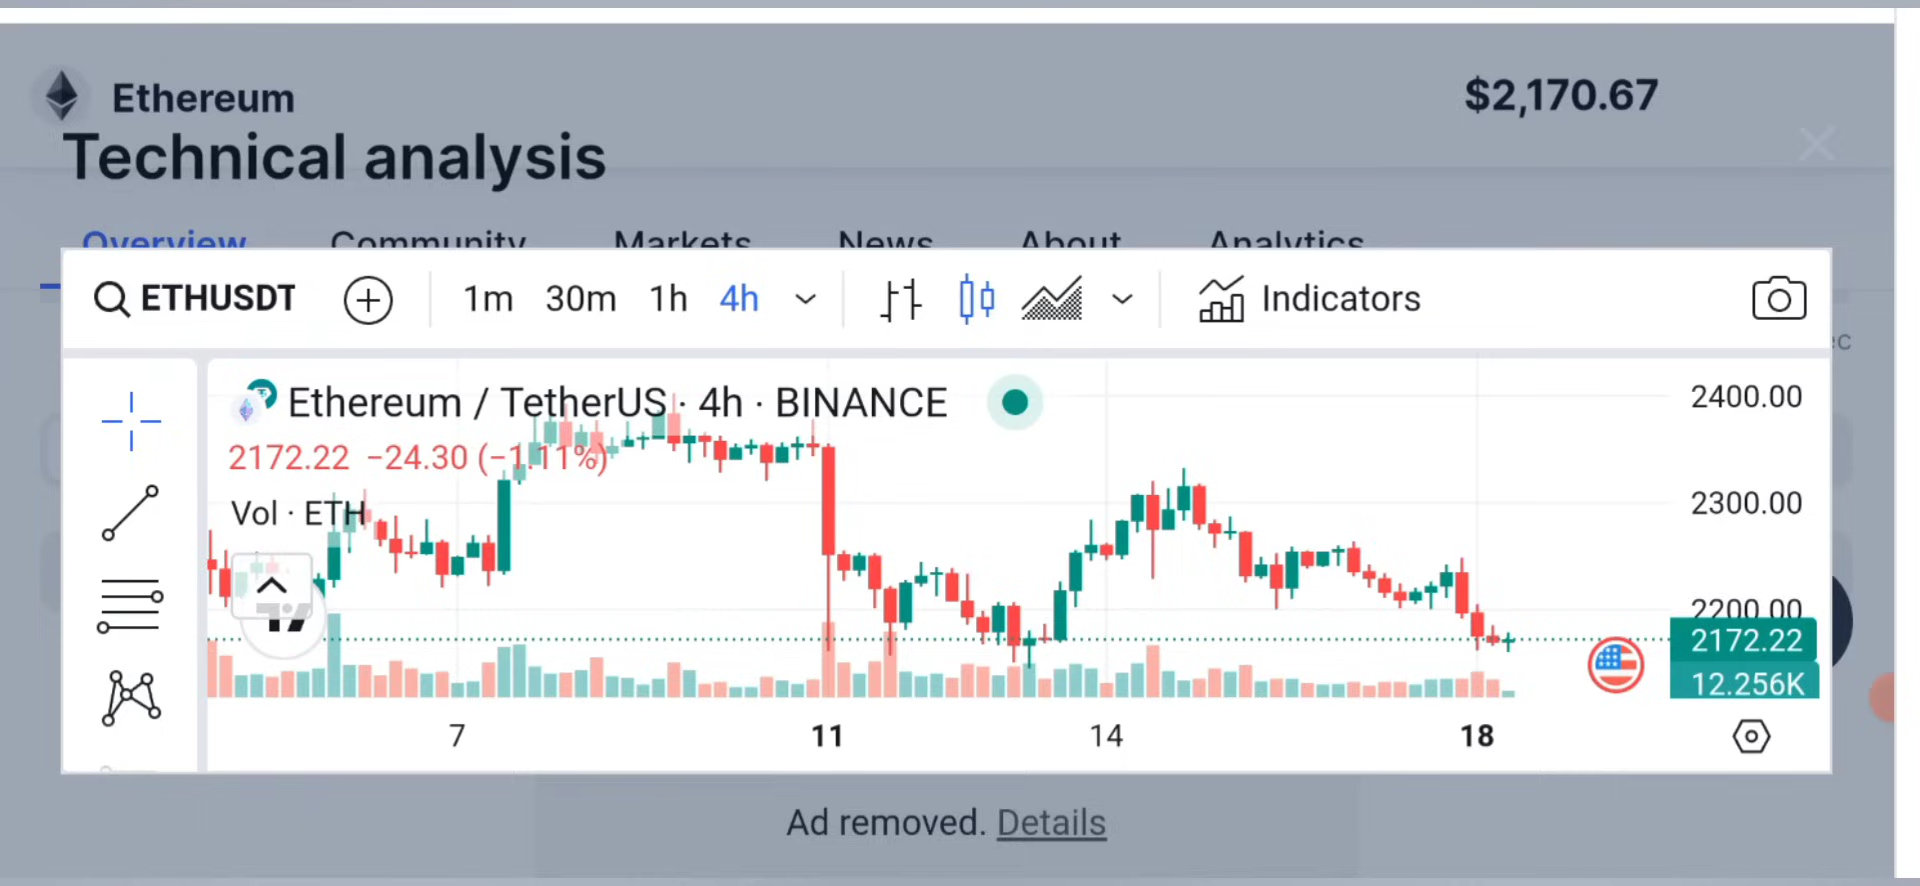 Ethereum
$2,170.67
Technical analysis
Overview Community Markets News About Analytics
ETHUSDT 1m 30m 1h 4h Indicators
Ethereum / TetherUS · 4h · BINANCE
2172.22 −24.30 (−1.11%)
Vol · ETH
2400.00
2300.00
2200.00
2172.22
12.256K
7 11 14 18
Ad removed. Details